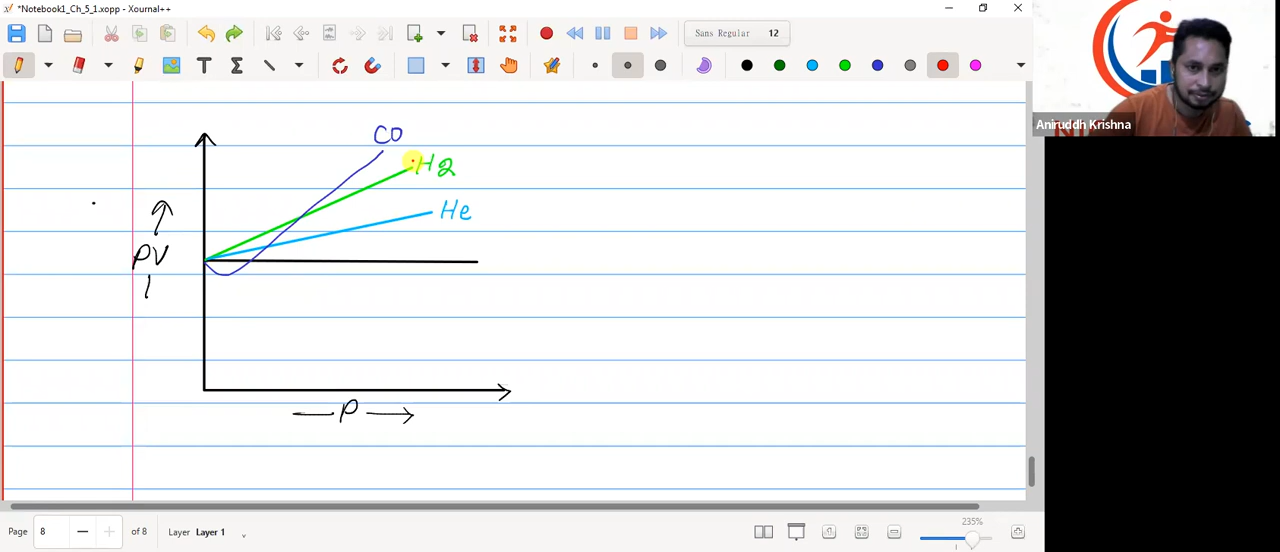 *Notebook1_Ch_5_1.xopp - Xournal++
Sans Regular 12
Aniruddh Krishna
CO
H2
He
PV
P
Page 8 of 8 Layer Layer 1
235%